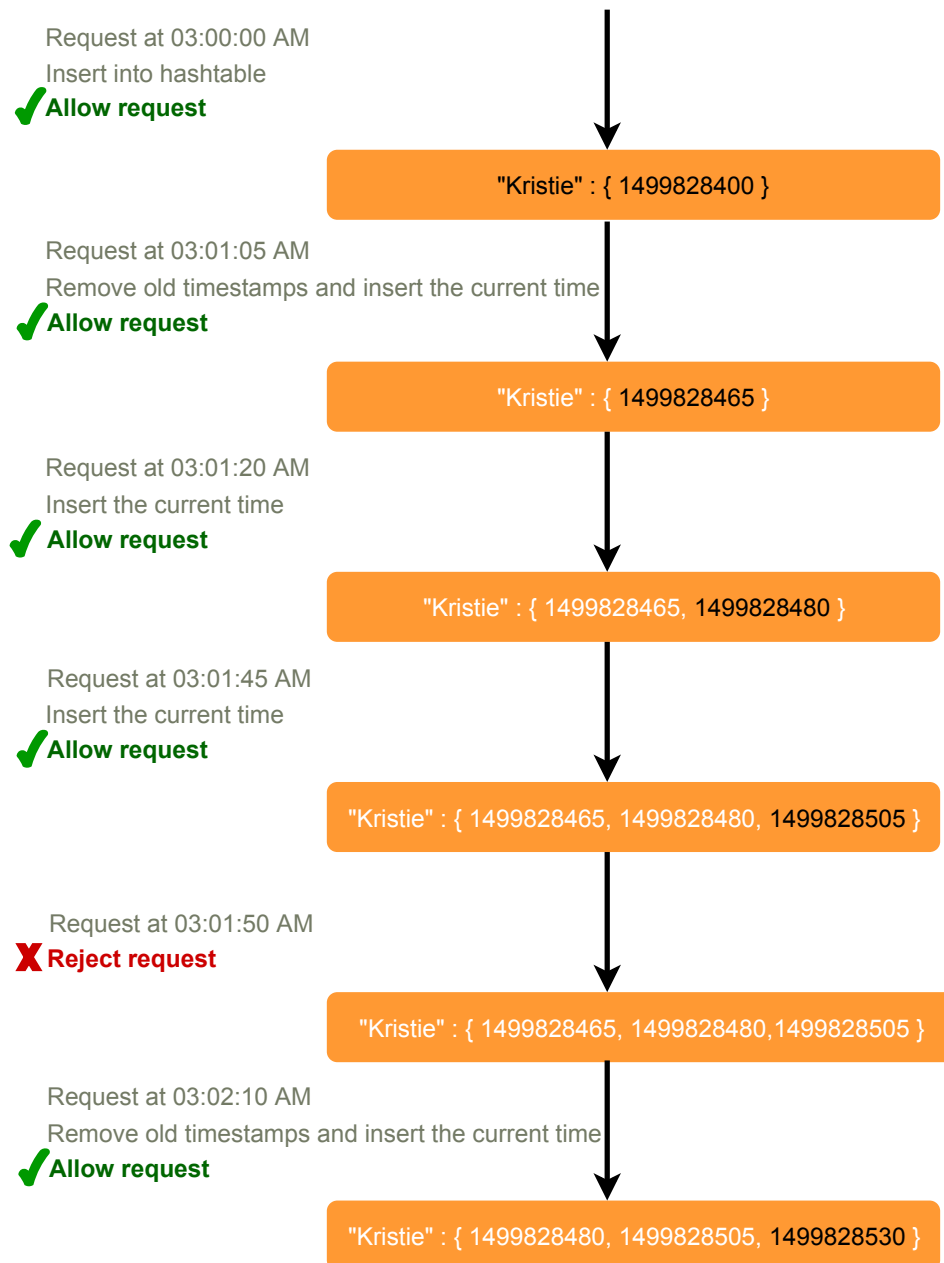 Request at 03:00:00 AM
Insert into hashtable
Allow request
"Kristie" : { 1499828400 }
Request at 03:01:05 AM
Remove old timestamps and insert the current time
Allow request
"Kristie" : { 1499828465 }
Request at 03:01:20 AM
Insert the current time
Allow request
"Kristie" : { 1499828465, 1499828480 }
Request at 03:01:45 AM
Insert the current time
Allow request
"Kristie" : { 1499828465, 1499828480, 1499828505 }
Request at 03:01:50 AM
Reject request
"Kristie" : { 1499828465, 1499828480,1499828505 }
Request at 03:02:10 AM
Remove old timestamps and insert the current time
Allow request
"Kristie" : { 1499828480, 1499828505, 1499828530 }